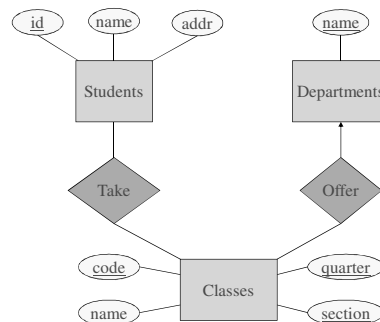 id
name
addr
name
Students
Departments
Take
Offer
code
quarter
Classes
name
section